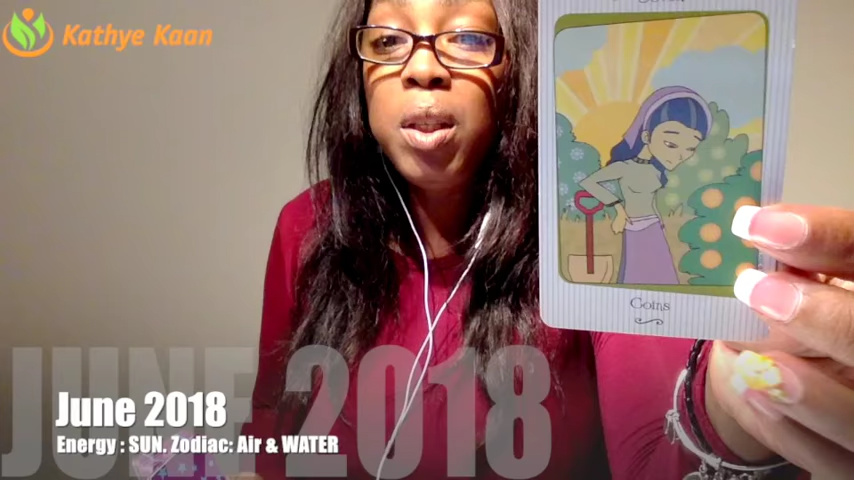 Kathye Kaan
Coins
JUNE 2018
June 2018
Energy : SUN. Zodiac: Air & WATER